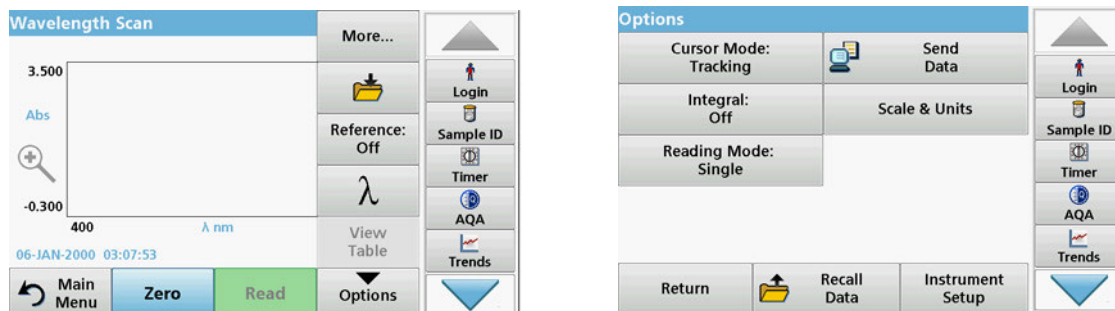 Wavelength Scan
More...
3.500
Abs
Reference:
Off
-0.300
λ
400
λ nm
View
Table
06-JAN-2000 03:07:53
Main
Menu
Zero
Read
Options
Login
Sample ID
Timer
AQA
Trends
Options
Cursor Mode:
Tracking
Send
Data
Integral:
Off
Scale & Units
Reading Mode:
Single
Return
Recall
Data
Instrument
Setup
Login
Sample ID
Timer
AQA
Trends